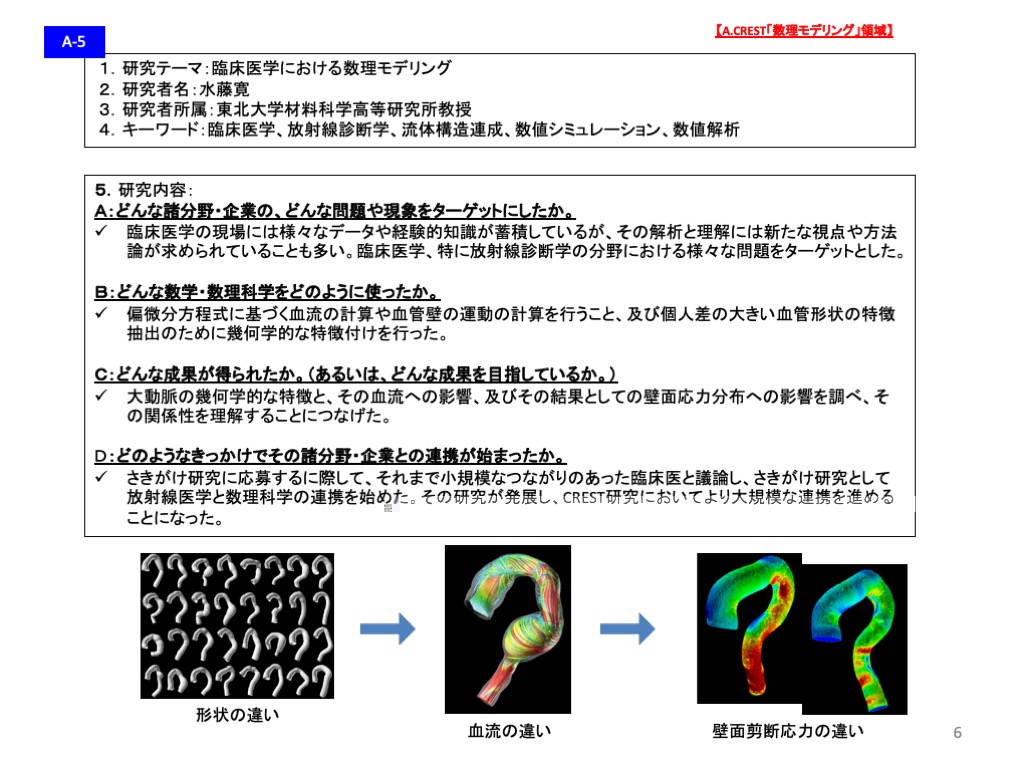 【A.CREST「数理モデリング」領域】
A-5
1. 研究テーマ：臨床医学における数理モデリング
2. 研究者名：水藤寛
3. 研究者所属：東北大学材料科学高等研究所教授
4. キーワード：臨床医学、放射線診断学、流体構造連成、数値シミュレーション、数値解析
5. 研究内容：
A：どんな諸分野・企業の、どんな問題や現象をターゲットにしたか。
✓ 臨床医学の現場には様々なデータや経験的知識が蓄積しているが、その解析と理解には新たな視点や方法
論が求められていることも多い。臨床医学、特に放射線診断学の分野における様々な問題をターゲットとした。
B：どんな数学・数理科学をどのように使ったか。
✓ 偏微分方程式に基づく血流の計算や血管壁の運動の計算を行うこと、及び個人差の大きい血管形状の特徴
抽出のために幾何学的な特徴付けを行った。
C：どんな成果が得られたか。（あるいは、どんな成果を目指しているか。）
✓ 大動脈の幾何学的な特徴と、その血流への影響、及びその結果としての壁面応力分布への影響を調べ、そ
の関係性を理解することにつなげた。
D：どのようなきっかけでその諸分野・企業との連携が始まったか。
✓ さきがけ研究に応募するに際して、それまで小規模なつながりのあった臨床医と議論し、さきがけ研究として
放射線医学と数理科学の連携を始めた。その研究が発展し、CREST研究においてより大規模な連携を進める
ことになった。
形状の違い
血流の違い
壁面剪断応力の違い
6